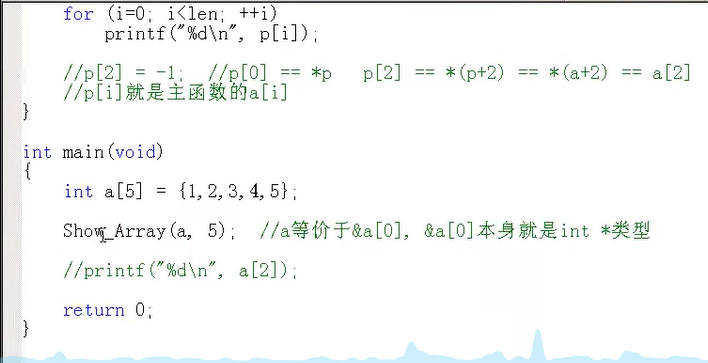 for (i=0; i<len; ++i)
printf("%d\n", p[i]);
//p[2] = -1;  //p[0] == *p   p[2] == *(p+2) == *(a+2) == a[2]
//p[i]就是主函数的a[i]
}
int main(void)
{
int a[5] = {1,2,3,4,5};
Show_Array(a, 5);  //a等价于&a[0], &a[0]本身就是int *类型
//printf("%d\n", a[2]);
return 0;
}